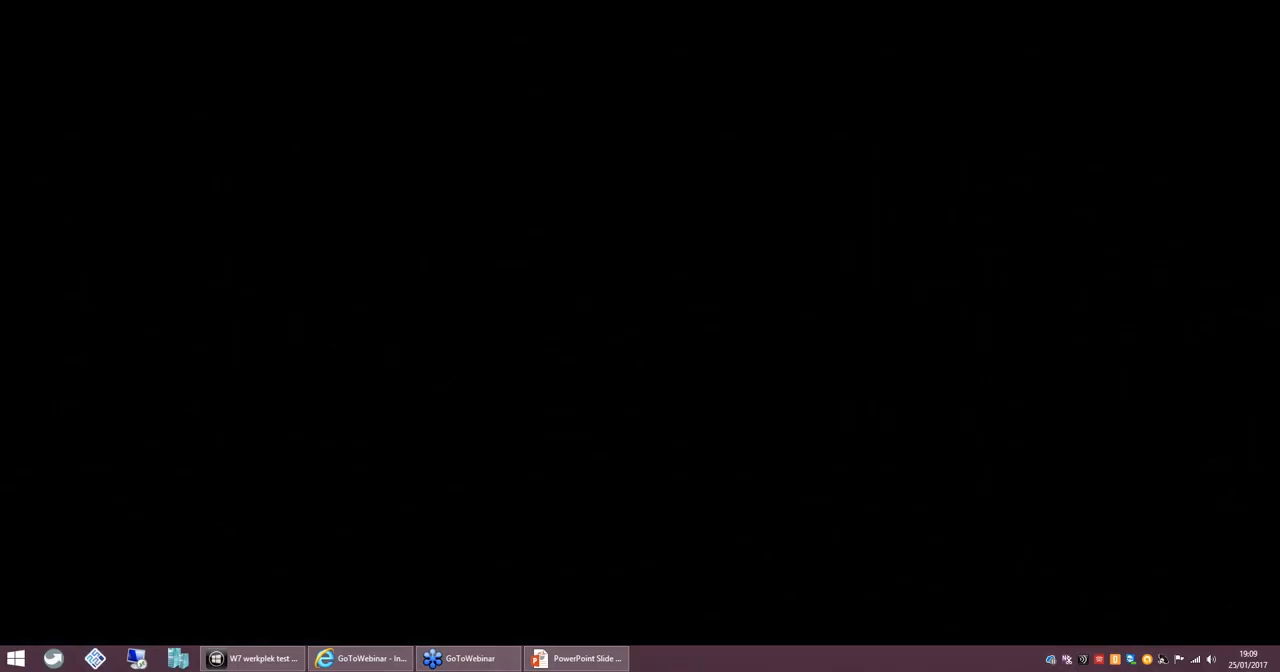 W7 werkplek test ...
GoToWebinar - In...
GoToWebinar
PowerPoint Slide ...
19:09
25/01/2017